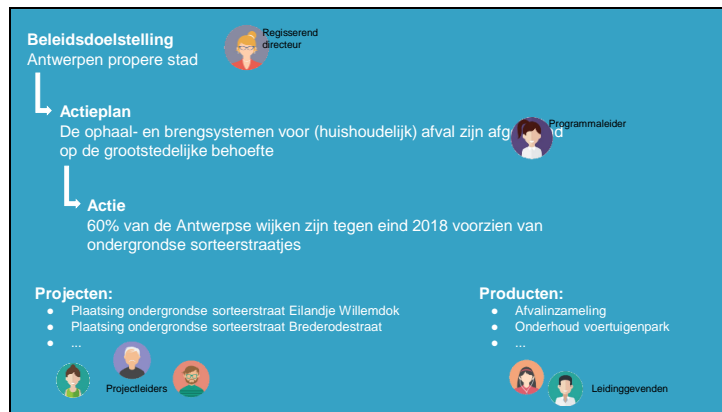 Beleidsdoelstelling
Antwerpen propere stad
Regisserend
directeur
Actieplan
De ophaal- en brengsystemen voor (huishoudelijk) afval zijn
op de grootstedelijke behoefte
Programmaleider
Actie
60% van de Antwerpse wijken zijn tegen eind 2018 voorzien van
ondergrondse sorteerstraatjes
Projecten:
● Plaatsing ondergrondse sorteerstraat Eilandje Willemdok
● Plaatsing ondergrondse sorteerstraat Brederodestraat
● ...
Projectleiders
Producten:
● Afvalinzameling
● Onderhoud voertuigenpark
● ...
Leidinggevenden